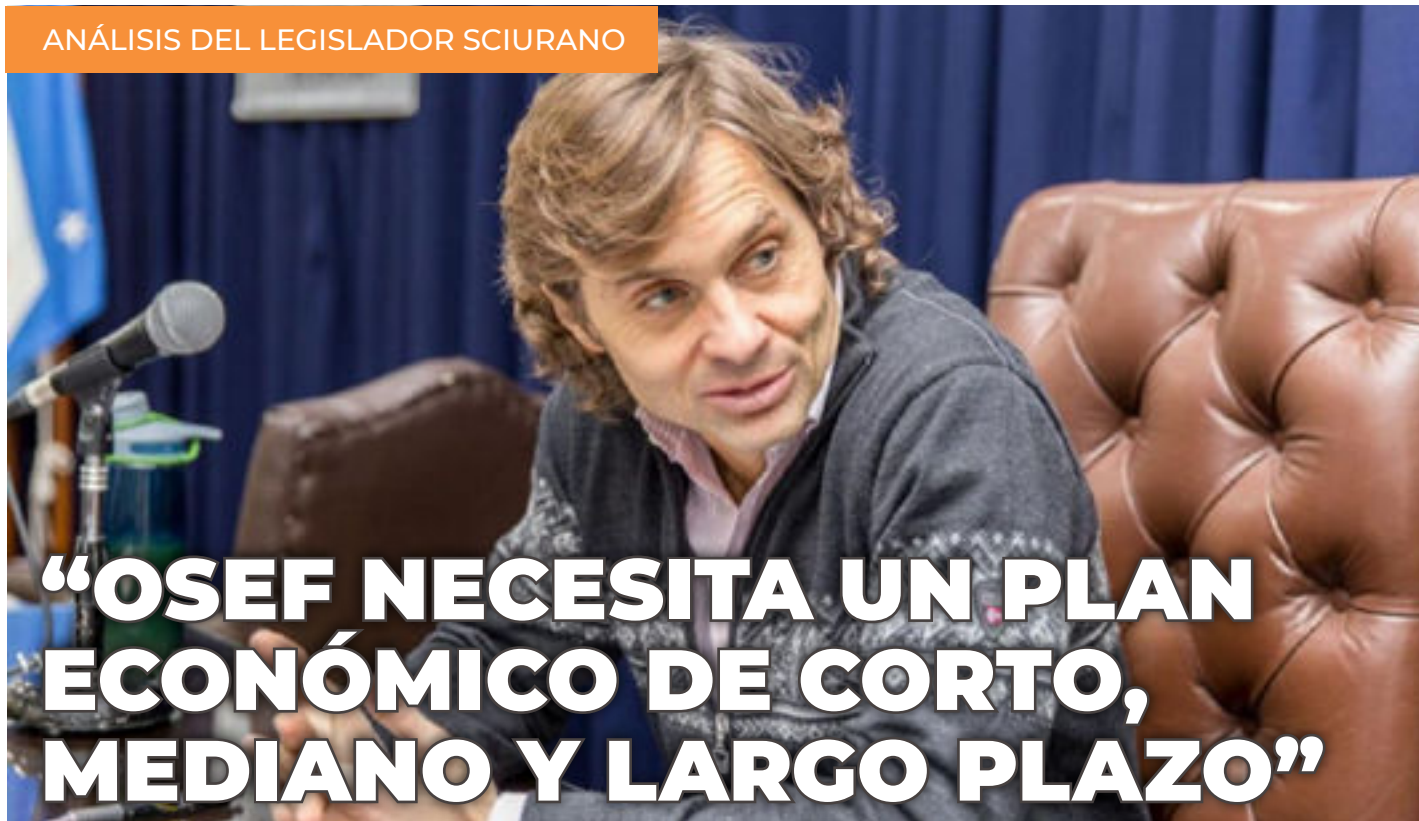 ANÁLISIS DEL LEGISLADOR SCIURANO
“OSEF NECESITA UN PLAN
ECONÓMICO DE CORTO,
MEDIANO Y LARGO PLAZO”